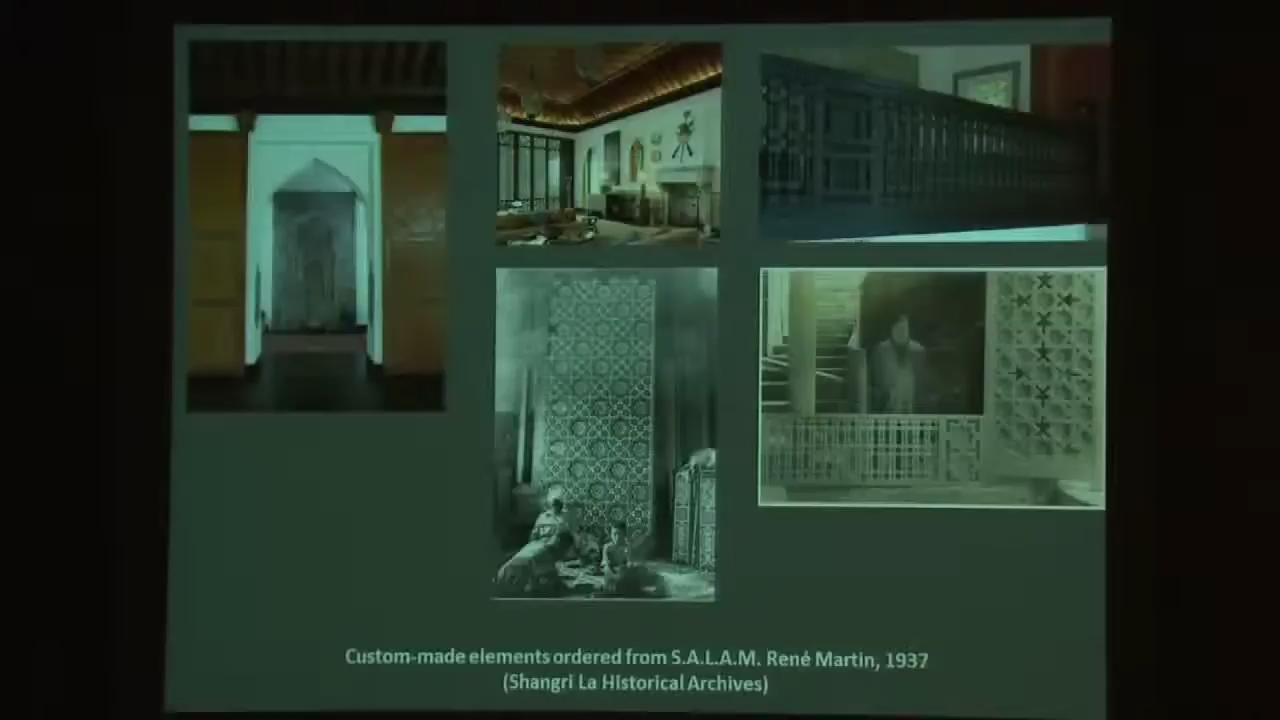 Custom-made elements ordered from S.A.L.A.M. René Martin, 1937
(Shangri La Historical Archives)